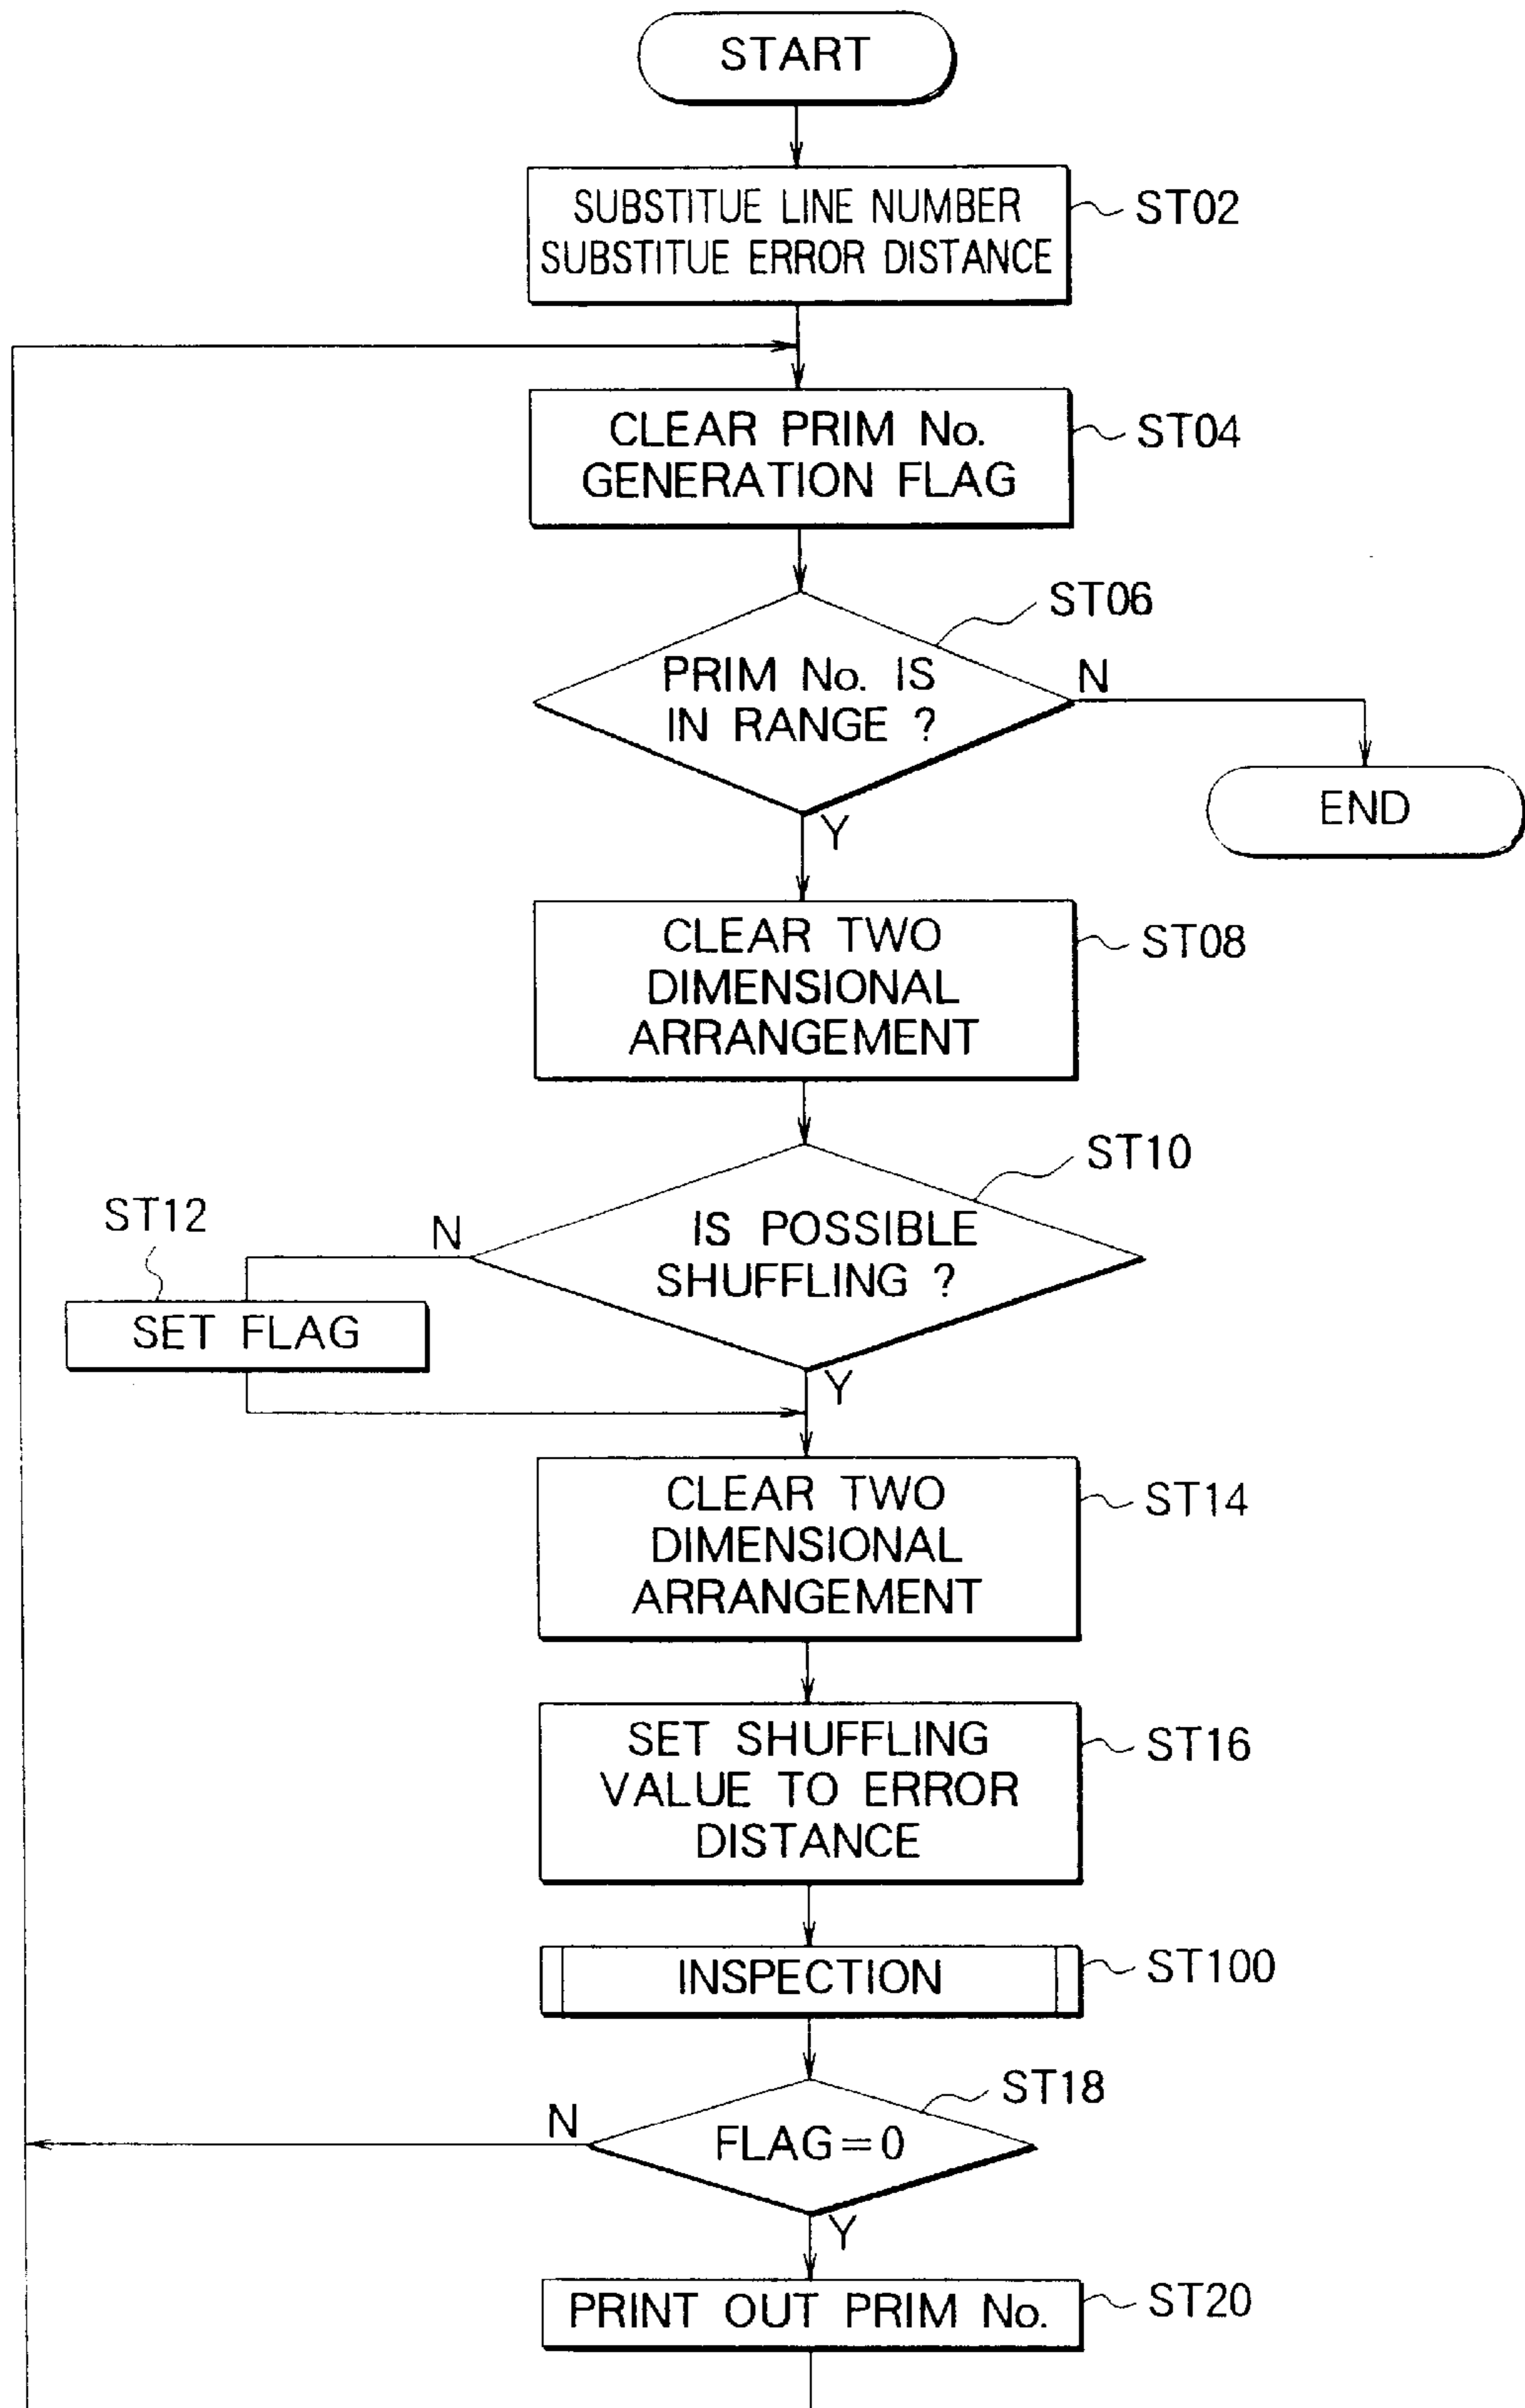 START
SUBSTITUE LINE NUMBER
SUBSTITUE ERROR DISTANCE
ST02
CLEAR PRIM No.
GENERATION FLAG
ST04
ST06
PRIM No. IS
IN RANGE ?
N
Y
END
CLEAR TWO
DIMENSIONAL
ARRANGEMENT
ST08
ST10
IS POSSIBLE
SHUFFLING ?
N
Y
ST12
SET FLAG
CLEAR TWO
DIMENSIONAL
ARRANGEMENT
ST14
SET SHUFFLING
VALUE TO ERROR
DISTANCE
ST16
INSPECTION
ST100
ST18
FLAG=0
N
Y
PRINT OUT PRIM No.
ST20